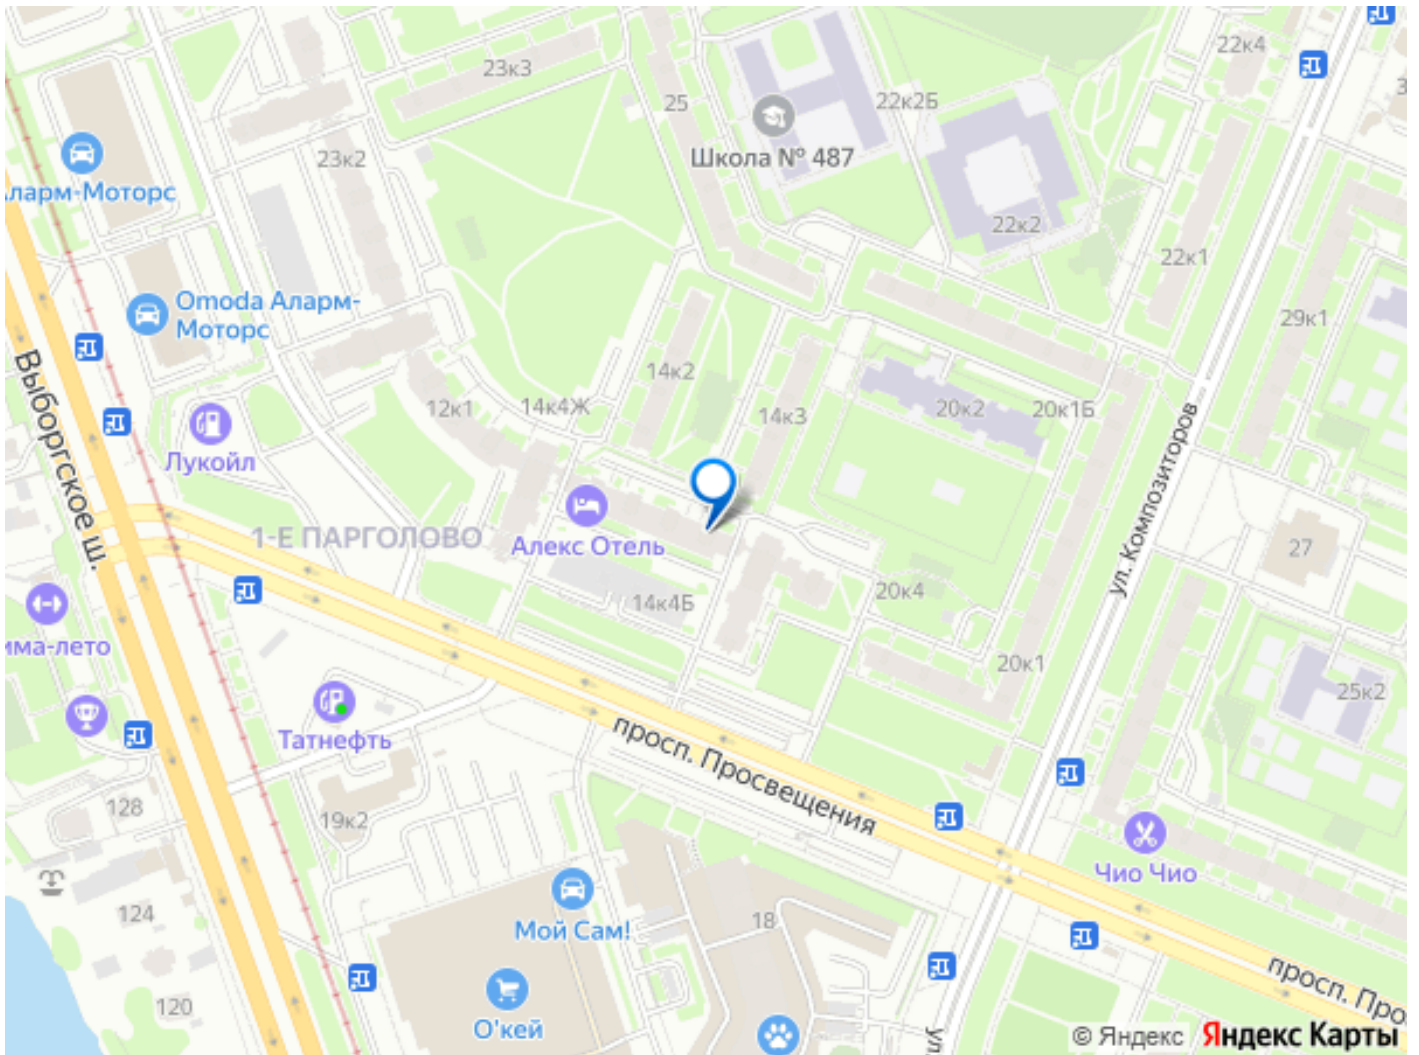 22к4
23к3
25
22к2Б
Школа № 487
23к2
ларм-Моторс
22к2
22к1
Omoda Аларм-
Моторс
29к1
Выборгское ш.
14к2
12к1
14к4Ж
14к3
20к2
20к1Б
Лукойл
ул. Композиторов
1-Е ПАРГОЛОВО
Алекс Отель
27
14к4Б
20к4
има-лето
20к1
25к2
Татнефть
просп. Просвещения
128
19к2
Чио Чио
124
18
Мой Сам!
просп. Про
120
О'кей
ул.
© Яндекс Яндекс Карты